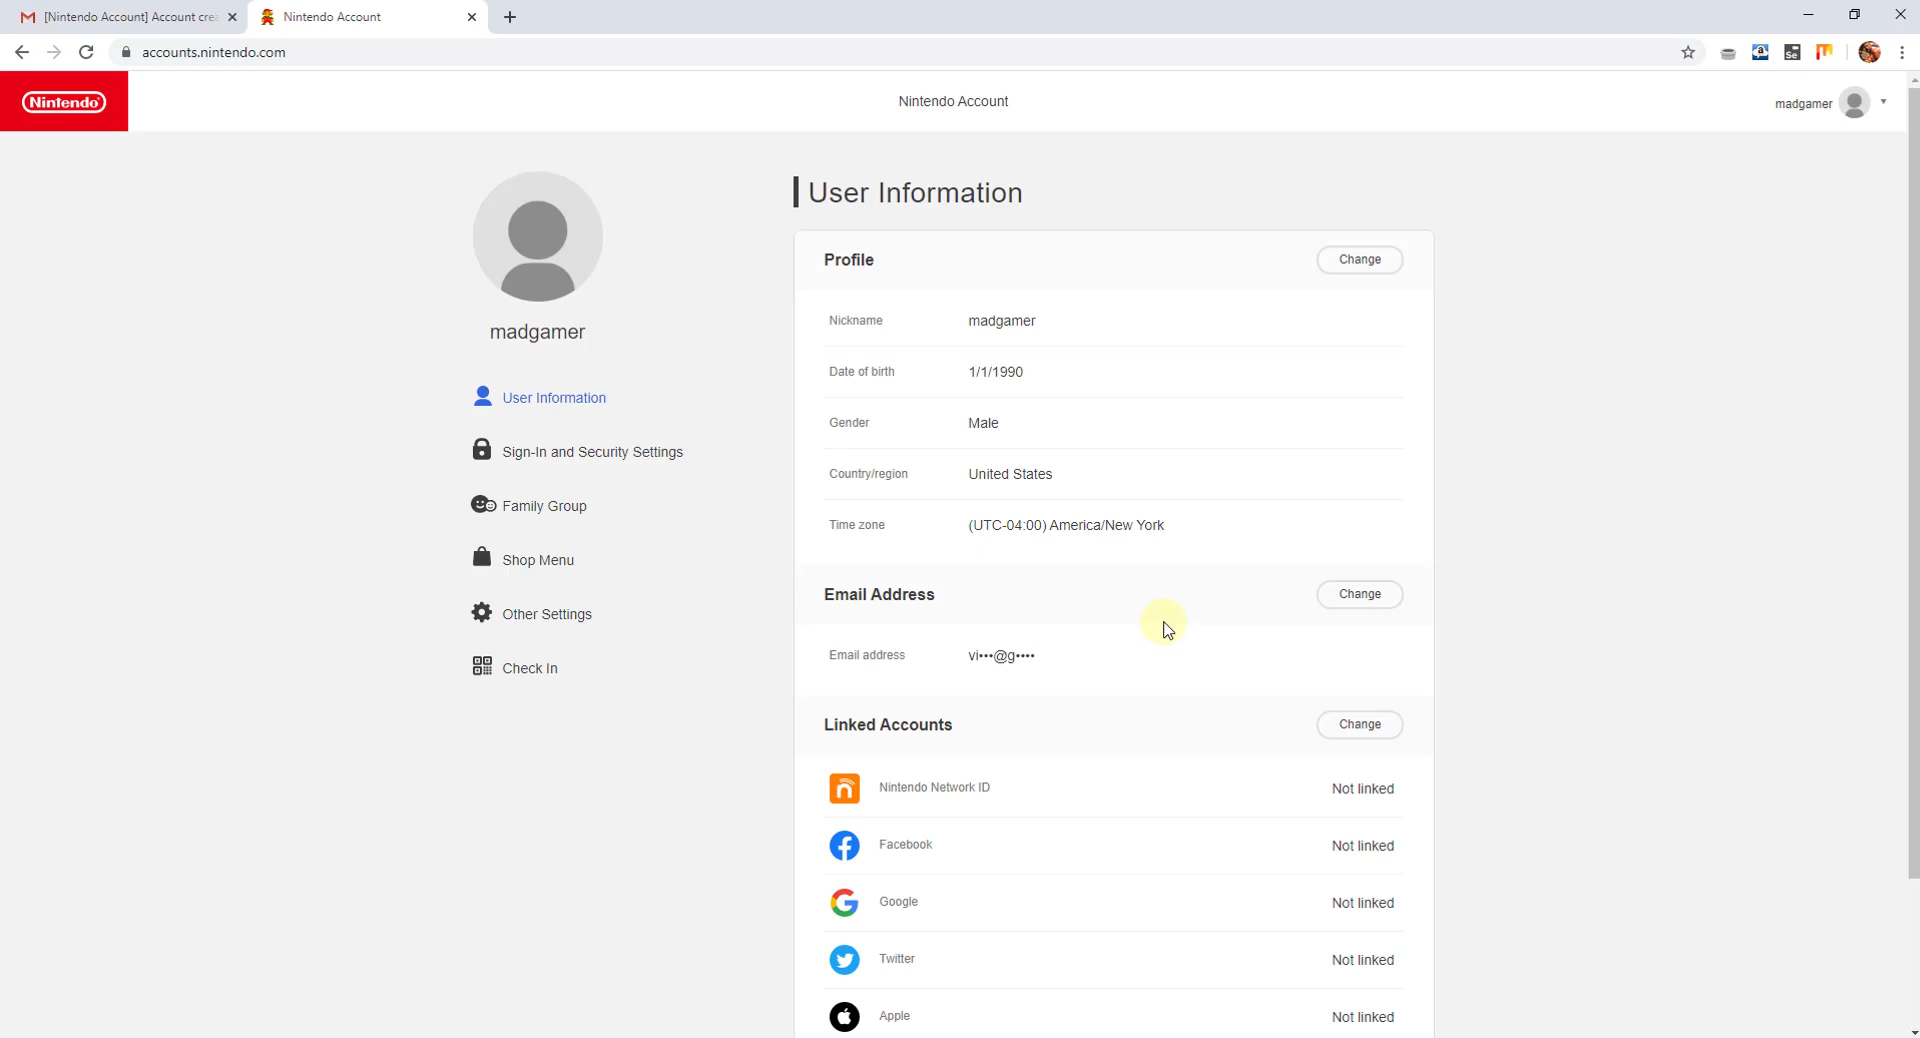 [Nintendo Account] Account crea
Nintendo Account
accounts.nintendo.com
Nintendo
Nintendo Account
madgamer
madgamer
User Information
Sign-In and Security Settings
Family Group
Shop Menu
Other Settings
Check In
User Information
Profile
Change
Nickname
madgamer
Date of birth
1/1/1990
Gender
Male
Country/region
United States
Time zone
(UTC-04:00) America/New York
Email Address
Change
Email address
vi•••@g••••
Linked Accounts
Change
Nintendo Network ID
Not linked
Facebook
Not linked
Google
Not linked
Twitter
Not linked
Apple
Not linked